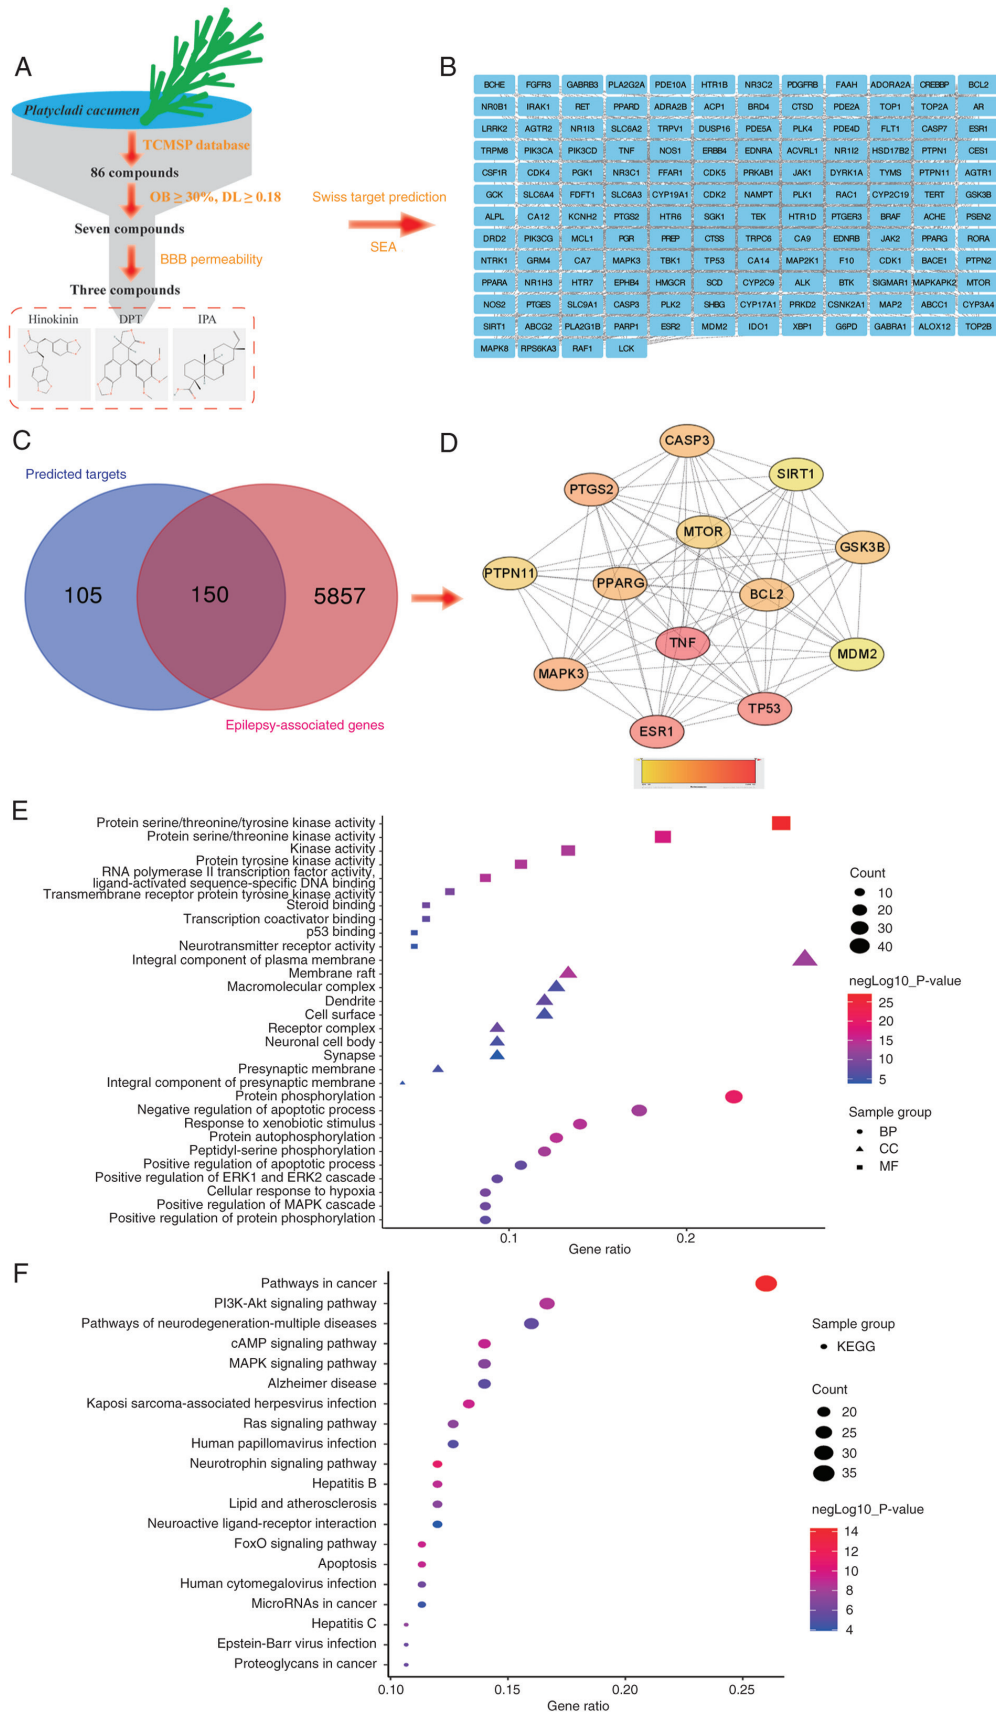 A
Platycladi cacumen
TCMSP database
86 compounds
OB ≥ 30%, DL ≥ 0.18
Seven compounds
BBB permeability
Three compounds
Hinokinin DPT IPA
Swiss target prediction
SEA
B
BCHE FGFR3 GABRB3 PLA2G2A PDE10A HTR1B NR3C2 PDGFRB FAAH ADORA2A CREBBP BCL2
NR0B1 IRAK1 RET PPARD ADRA2B ACP1 BRD4 CTSD PDE2A TOP1 TOP2A AR
LRRK2 AGTR2 NR1I3 SLC6A2 TRPV1 DUSP16 PDE5A PLK4 PDE4D FLT1 CASP7 ESR1
TRPM8 PIK3CA PIK3CD TNF NOS1 ERBB4 EDNRA ACVRL1 NR1I2 HSD17B2 PTPN1 CES1
CSF1R CDK4 PGK1 NR3C1 FFAR1 CDK5 PRKAB1 JAK1 DYRK1A TYMS PTPN11 AGTR1
GCK SLC6A4 FDFT1 SLC6A3 CYP19A1 CDK2 NAMPT PLK1 RAC1 CYP2C19 TERT GSK3B
ALPL CA12 KCNH2 PTGS2 HTR6 SGK1 TEK HTR1D PTGER3 BRAF ACHE PSEN2
DRD2 PIK3CG MCL1 PGR PREP CTSS TRPC6 CA9 EDNRB JAK2 PPARG RORA
NTRK1 GRM4 CA7 MAPK3 TBK1 TP53 CA14 MAP2K1 F10 CDK1 BACE1 PTPN2
PPARA NR1H3 HTR7 EPHB4 HMGCR SCD CYP2C9 ALK BTK SIGMAR1 MAPKAPK2 MTOR
NOS2 PTGES SLC9A1 CASP3 PLK2 SHBG CYP17A1 PRKD2 CSNK2A1 MAP2 ABCC1 CYP3A4
SIRT1 ABCG2 PLA2G1B PARP1 ESR2 MDM2 IDO1 XBP1 G6PD GABRA1 ALOX12 TOP2B
MAPK8 RPS6KA3 RAF1 LCK
C
Predicted targets
105 150 5857
Epilepsy-associated genes
D
CASP3
SIRT1
PTGS2
MTOR
GSK3B
PTPN11
PPARG
BCL2
TNF
MDM2
MAPK3
TP53
ESR1
E
Protein serine/threonine/tyrosine kinase activity
Protein serine/threonine kinase activity
Kinase activity
Protein tyrosine kinase activity
RNA polymerase II transcription factor activity,
ligand-activated sequence-specific DNA binding
Transmembrane receptor protein tyrosine kinase activity
Steroid binding
Transcription coactivator binding
p53 binding
Neurotransmitter receptor activity
Integral component of plasma membrane
Membrane raft
Macromolecular complex
Dendrite
Cell surface
Receptor complex
Neuronal cell body
Synapse
Presynaptic membrane
Integral component of presynaptic membrane
Protein phosphorylation
Negative regulation of apoptotic process
Response to xenobiotic stimulus
Protein autophosphorylation
Peptidyl-serine phosphorylation
Positive regulation of apoptotic process
Positive regulation of ERK1 and ERK2 cascade
Cellular response to hypoxia
Positive regulation of MAPK cascade
Positive regulation of protein phosphorylation
0.1 0.2
Gene ratio
Count
10
20
30
40
negLog10_P-value
25
20
15
10
5
Sample group
BP
CC
MF
F
Pathways in cancer
PI3K-Akt signaling pathway
Pathways of neurodegeneration-multiple diseases
cAMP signaling pathway
MAPK signaling pathway
Alzheimer disease
Kaposi sarcoma-associated herpesvirus infection
Ras signaling pathway
Human papillomavirus infection
Neurotrophin signaling pathway
Hepatitis B
Lipid and atherosclerosis
Neuroactive ligand-receptor interaction
FoxO signaling pathway
Apoptosis
Human cytomegalovirus infection
MicroRNAs in cancer
Hepatitis C
Epstein-Barr virus infection
Proteoglycans in cancer
0.10 0.15 0.20 0.25
Gene ratio
Sample group
KEGG
Count
20
25
30
35
negLog10_P-value
14
12
10
8
6
4